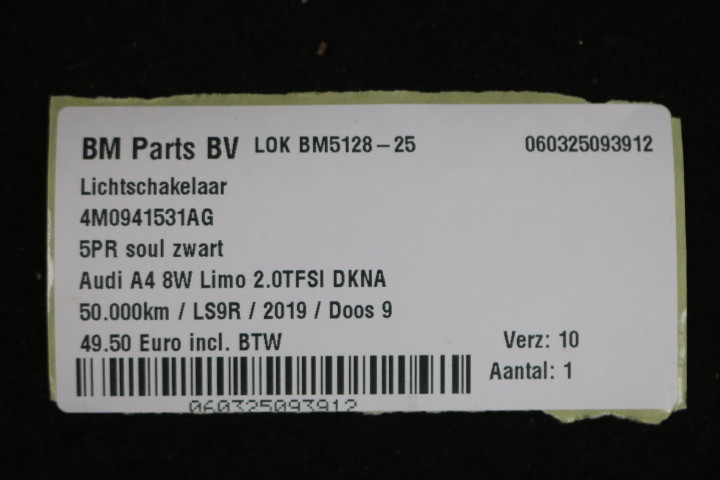 BM Parts BV LOK BM5128-25 060325093912
Lichtschakelaar
4M0941531AG
5PR soul zwart
Audi A4 8W Limo 2.0TFSI DKNA
50.000km / LS9R / 2019 / Doos 9
49.50 Euro incl. BTW Verz: 10
Aantal: 1
060325093912